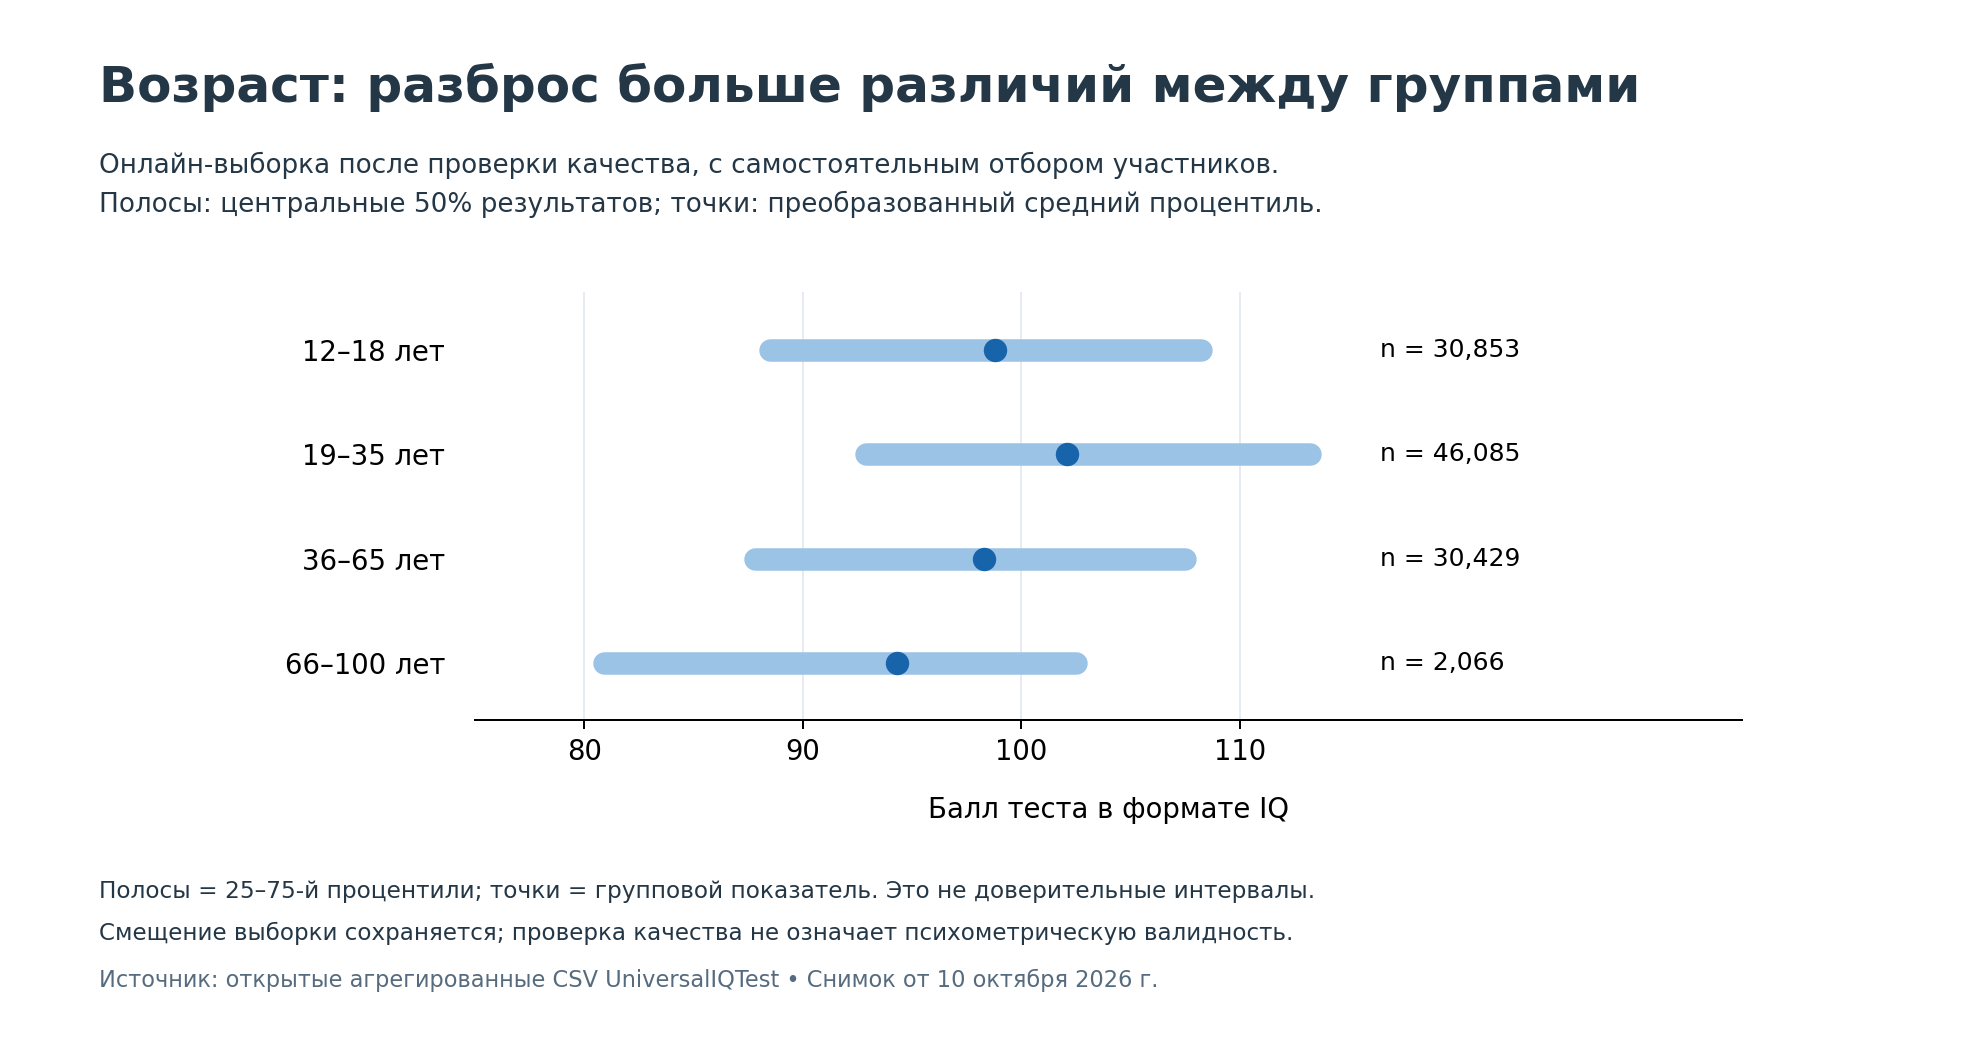 Возраст: разброс больше различий между группами
Онлайн-выборка после проверки качества, с самостоятельным отбором участников.
Полосы: центральные 50% результатов; точки: преобразованный средний процентиль.
12–18 лет
n = 30,853
19–35 лет
n = 46,085
36–65 лет
n = 30,429
66–100 лет
n = 2,066
80 90 100 110
Балл теста в формате IQ
Полосы = 25–75-й процентили; точки = групповой показатель. Это не доверительные интервалы.
Смещение выборки сохраняется; проверка качества не означает психометрическую валидность.
Источник: открытые агрегированные CSV UniversalIQTest • Снимок от 10 октября 2026 г.